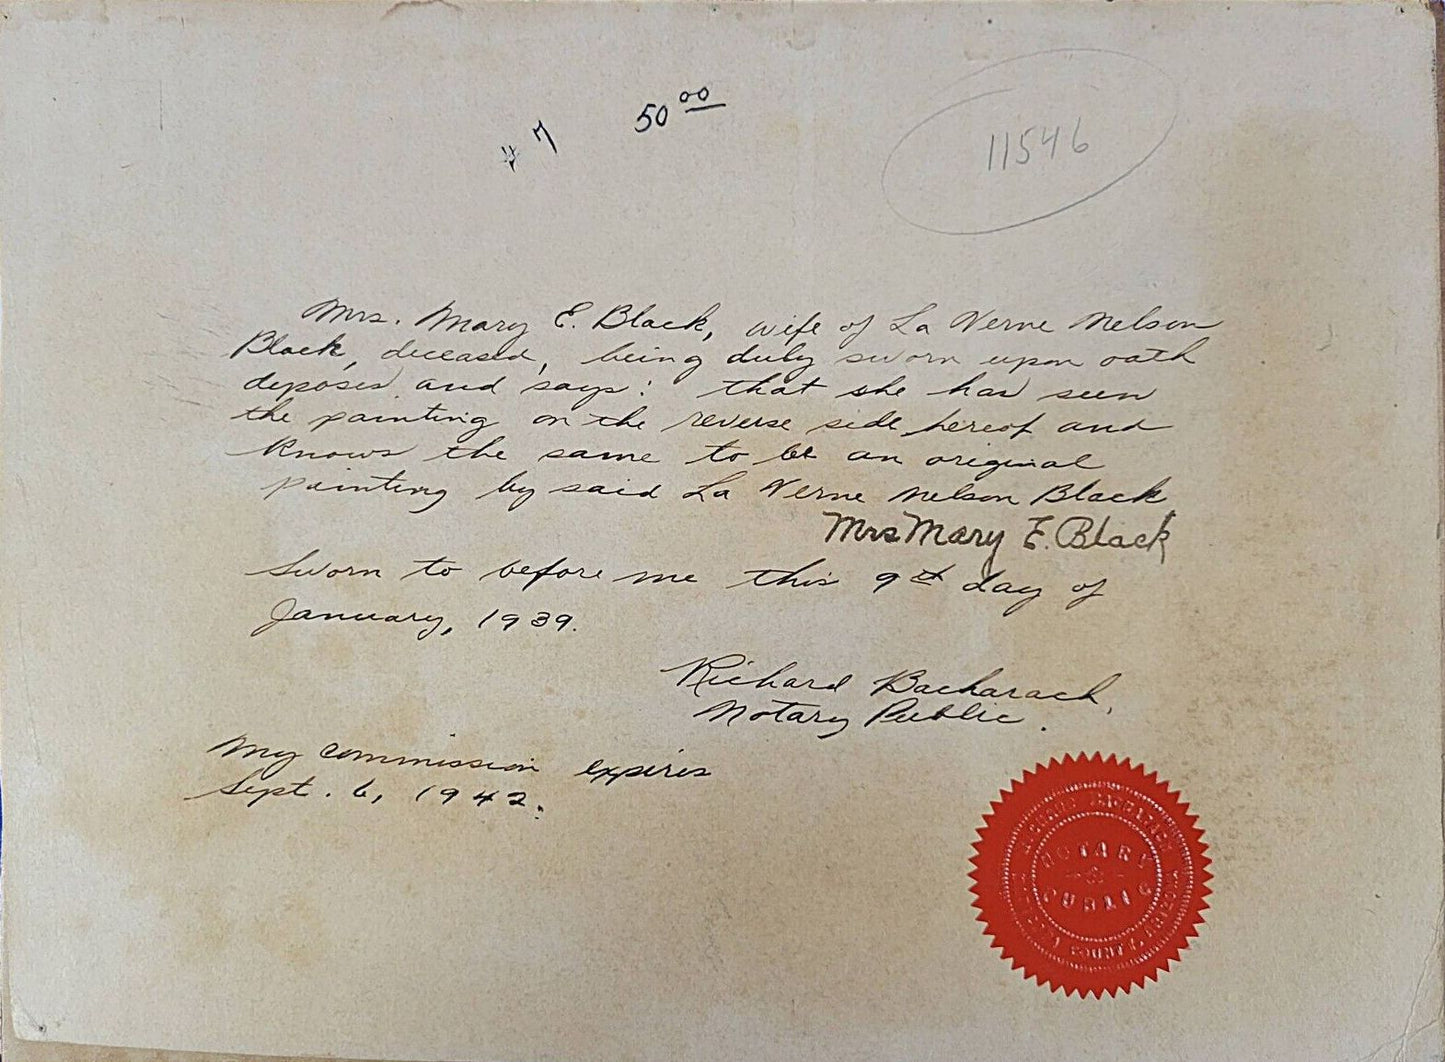 # 7 50 00
11546
Mrs. Mary E. Black, wife of La Verne Nelson
Black, deceased, being duly sworn upon oath
deposes and says: that she has seen
the painting on the reverse side hereof and
knows the same to be an original
painting by said La Verne Nelson Black
Mrs Mary E. Black
Sworn to before me this 9th day of
January, 1939.
Richard Bacharach,
Notary Public.
My commission expires
Sept. 6, 1942.
NOTARY
PUBLIC
COUNTY, ARIZONA